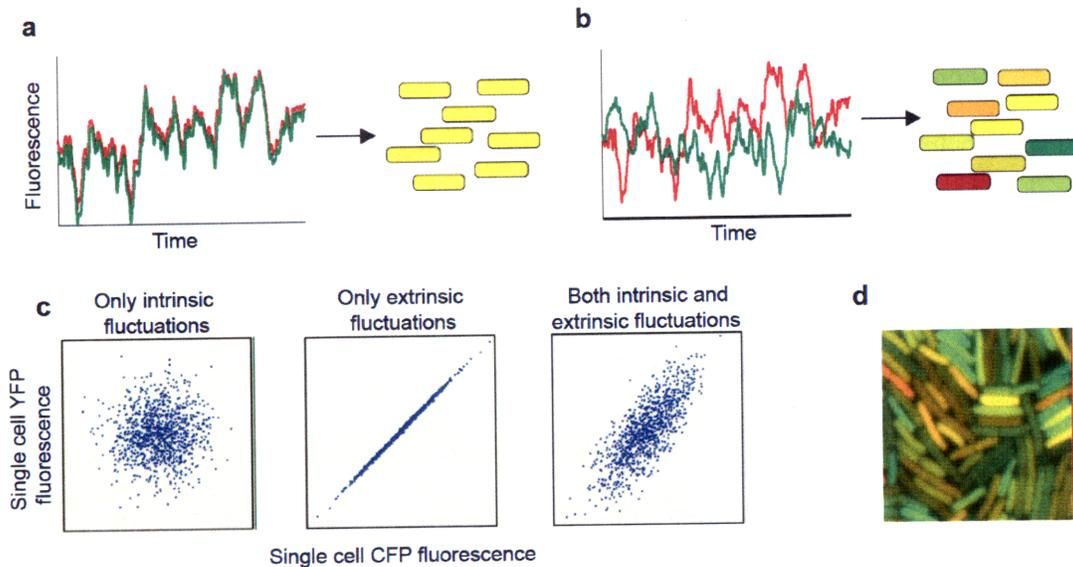 a
Fluorescence
Time
b
Time
c
Only intrinsic
fluctuations
Only extrinsic
fluctuations
Both intrinsic and
extrinsic fluctuations
Single cell YFP
fluorescence
Single cell CFP fluorescence
d